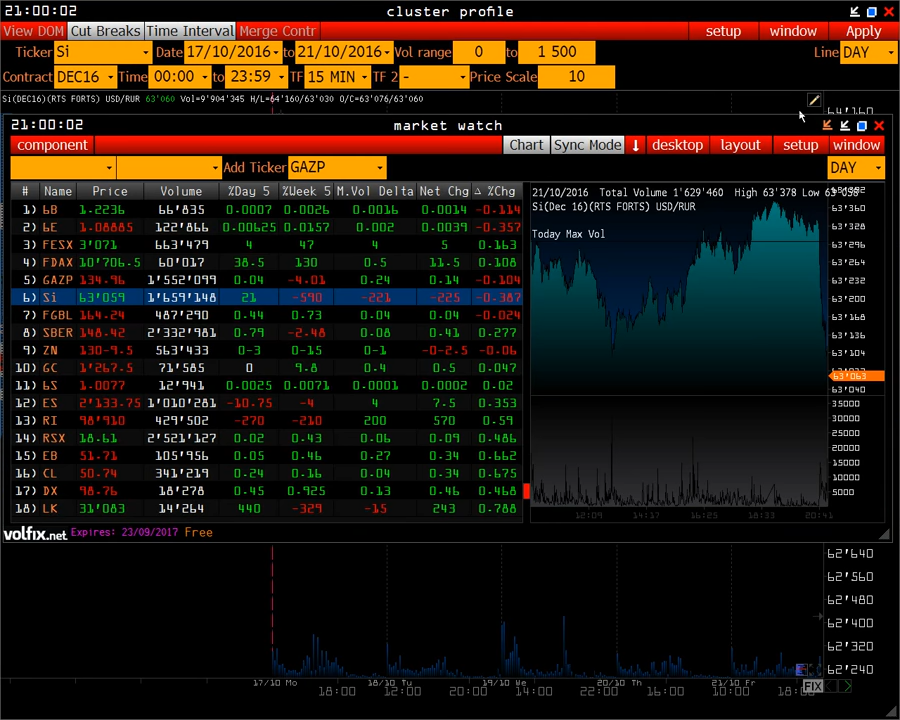 21:00:02 cluster profile
View DOM Cut Breaks Time Interval Merge Contr setup window Apply
Ticker Si Date 17/10/2016 to 21/10/2016 Vol range 0 to 1 500 Line DAY
Contract DEC16 Time 00:00 to 23:59 TF 15 MIN TF 2 - Price Scale 10
Si(DEC16)(RTS FORTS) USD/RUR 63'060 Vol=9'904'345 H/L=64'160/63'030 O/C=63'076/63'060
64'160
21:00:02 market watch
component Chart Sync Mode desktop layout setup window
Add Ticker GAZP DAY
# Name Price Volume %Day 5 %Week 5 M.Vol Delta Net Chg △ %Chg
1) 6B 1.2236 66'835 0.0007 0.0026 0.0016 0.0014 -0.114
2) 6E 1.08885 122'866 0.00625 0.0157 0.002 0.0039 -0.357
3) FESX 3'071 663'479 4 47 4 5 0.163
4) FDAX 10'706.5 60'017 38.5 130 0.5 11.5 0.108
5) GAZP 134.96 1'552'099 0.04 -4.01 0.24 0.14 -0.104
6) Si 63'059 1'659'148 21 -590 -221 -225 -0.387
7) FGBL 164.24 487'290 0.44 0.73 0.04 0.04 -0.024
8) SBER 148.42 2'332'981 0.79 -2.48 0.08 0.41 0.277
9) ZN 130-9.5 563'433 0-3 0-15 0-1 -0-2.5 -0.06
10) GC 1'267.5 71'585 0 9.8 0.4 0.5 0.047
11) 6S 1.0077 12'941 0.0025 0.0071 0.0001 0.0002 0.02
12) ES 2'133.75 1'010'281 -10.75 -4 4 7.5 0.353
13) RI 98'910 429'502 -270 -210 200 570 0.59
14) RSX 18.61 2'521'127 0.02 0.43 0.06 0.09 0.486
15) EB 51.71 105'956 0.05 0.46 0.27 0.34 0.662
16) CL 50.74 341'219 0.24 0.16 0.04 0.34 0.675
17) DX 98.76 18'278 0.45 0.925 0.13 0.46 0.468
18) LK 31'083 14'264 440 -329 -15 243 0.788
21/10/2016 Total Volume 1'629'460 High 63'378 Low 63'030
Si(Dec 16)(RTS FORTS) USD/RUR
Today Max Vol
63'360
63'328
63'296
63'264
63'232
63'200
63'168
63'136
63'104
63'063
63'040
35000
30000
25000
20000
15000
10000
5000
12:09 14:17 16:25 18:33 20:41
volfix.net Expires: 23/09/2017 Free
62'640
62'560
62'480
62'400
62'320
62'240
17/10 Mo 18/10 Tu 19/10 We 20/10 Th 21/10 Fr
18:00 12:00 20:00 14:00 22:00 16:00 10:00 18:
FIX